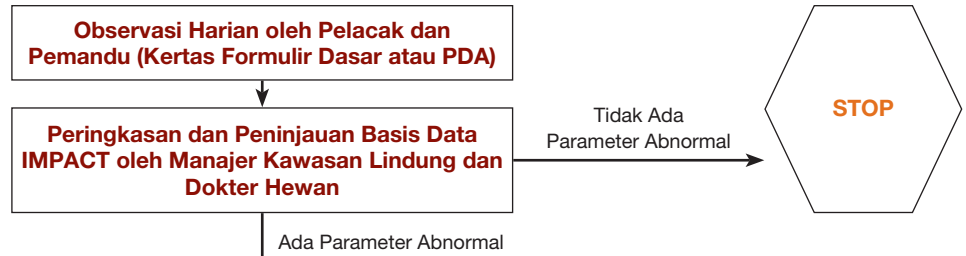 Observasi Harian oleh Pelacak dan
Pemandu (Kertas Formulir Dasar atau PDA)
Peringkasan dan Peninjauan Basis Data
IMPACT oleh Manajer Kawasan Lindung dan
Dokter Hewan
Tidak Ada
Parameter Abnormal
STOP
Ada Parameter Abnormal